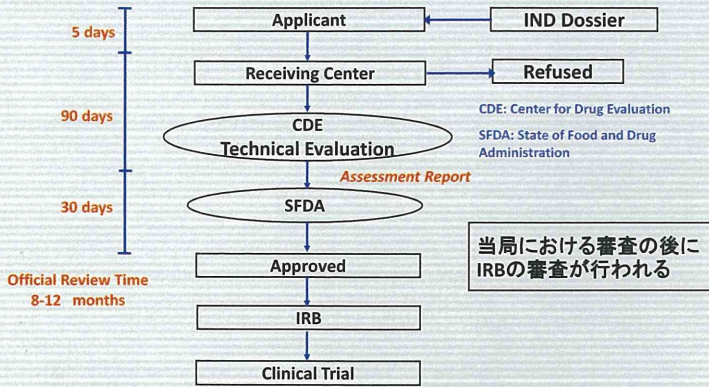 Applicant
IND Dossier
5 days
Receiving Center
Refused
90 days
CDE
Technical Evaluation
CDE: Center for Drug Evaluation
SFDA: State of Food and Drug
Administration
Assessment Report
30 days
SFDA
当局における審査の後に
IRBの審査が行われる
Approved
Official Review Time
8-12 months
IRB
Clinical Trial